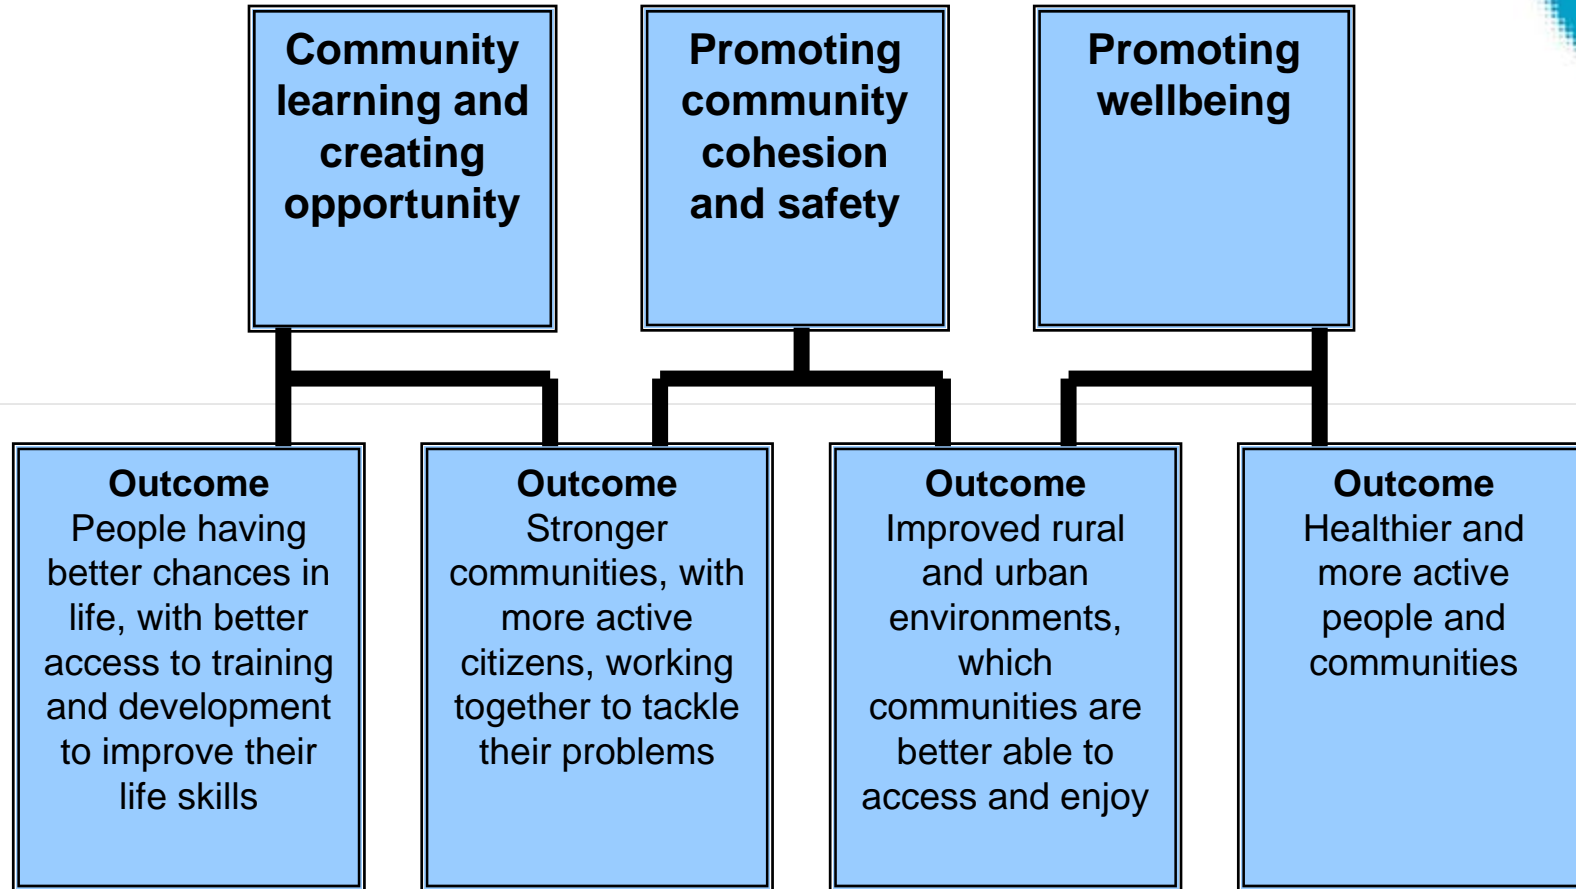 Community
learning and
creating
opportunity
Promoting
community
cohesion
and safety
Promoting
wellbeing
Outcome
People having
better chances in
life, with better
access to training
and development
to improve their
life skills
Outcome
Stronger
communities, with
more active
citizens, working
together to tackle
their problems
Outcome
Improved rural
and urban
environments,
which
communities are
better able to
access and enjoy
Outcome
Healthier and
more active
people and
communities